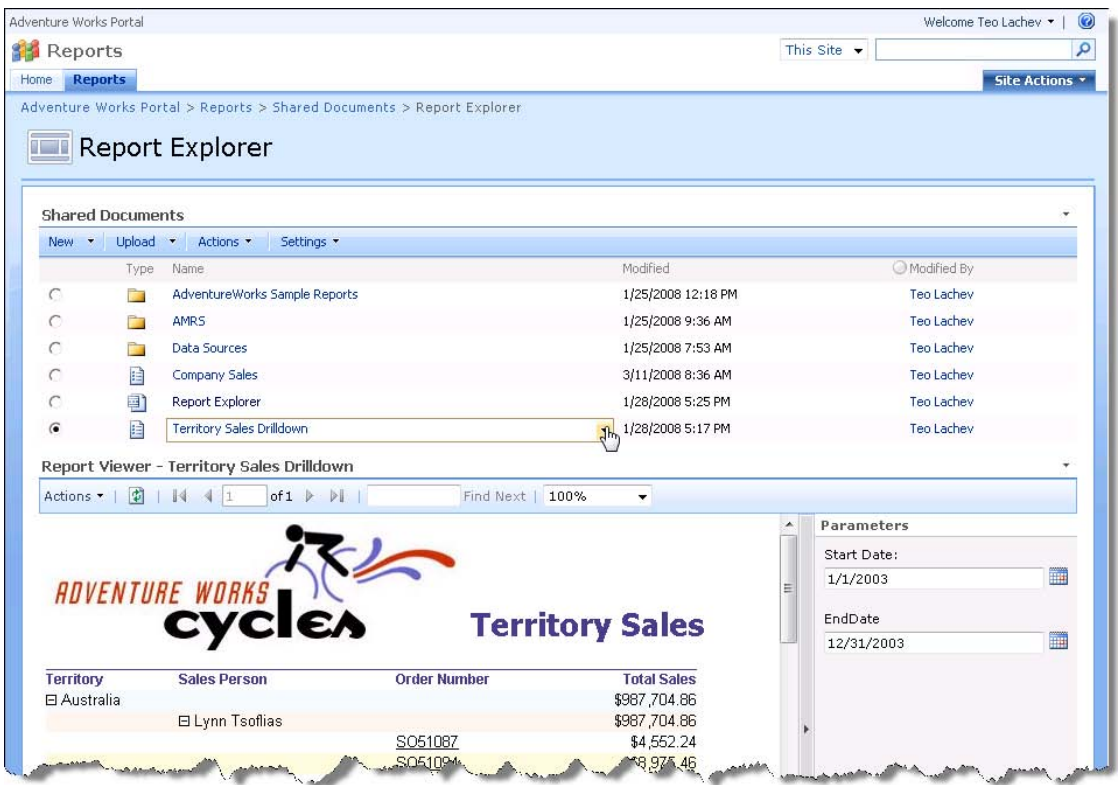 Adventure Works Portal
Welcome Teo Lachev
Reports
This Site
Home Reports
Site Actions
Adventure Works Portal > Reports > Shared Documents > Report Explorer
Report Explorer
Shared Documents
New Upload Actions Settings
Type Name Modified Modified By
AdventureWorks Sample Reports 1/25/2008 12:18 PM Teo Lachev
AMRS 1/25/2008 9:36 AM Teo Lachev
Data Sources 1/25/2008 7:53 AM Teo Lachev
Company Sales 3/11/2008 8:36 AM Teo Lachev
Report Explorer 1/28/2008 5:25 PM Teo Lachev
Territory Sales Drilldown 1/28/2008 5:17 PM Teo Lachev
Report Viewer - Territory Sales Drilldown
Actions 1 of 1 Find Next 100%
Parameters
Start Date:
1/1/2003
EndDate
12/31/2003
ADVENTURE WORKS
cycles
Territory Sales
Territory Sales Person Order Number Total Sales
Australia $987,704.86
Lynn Tsoflias $987,704.86
SO51087 $4,552.24